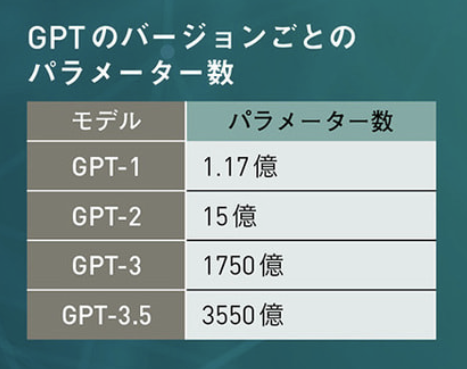 GPTのバージョンごとの
パラメーター数
モデル パラメーター数
GPT-1 1.17億
GPT-2 15億
GPT-3 1750億
GPT-3.5 3550億